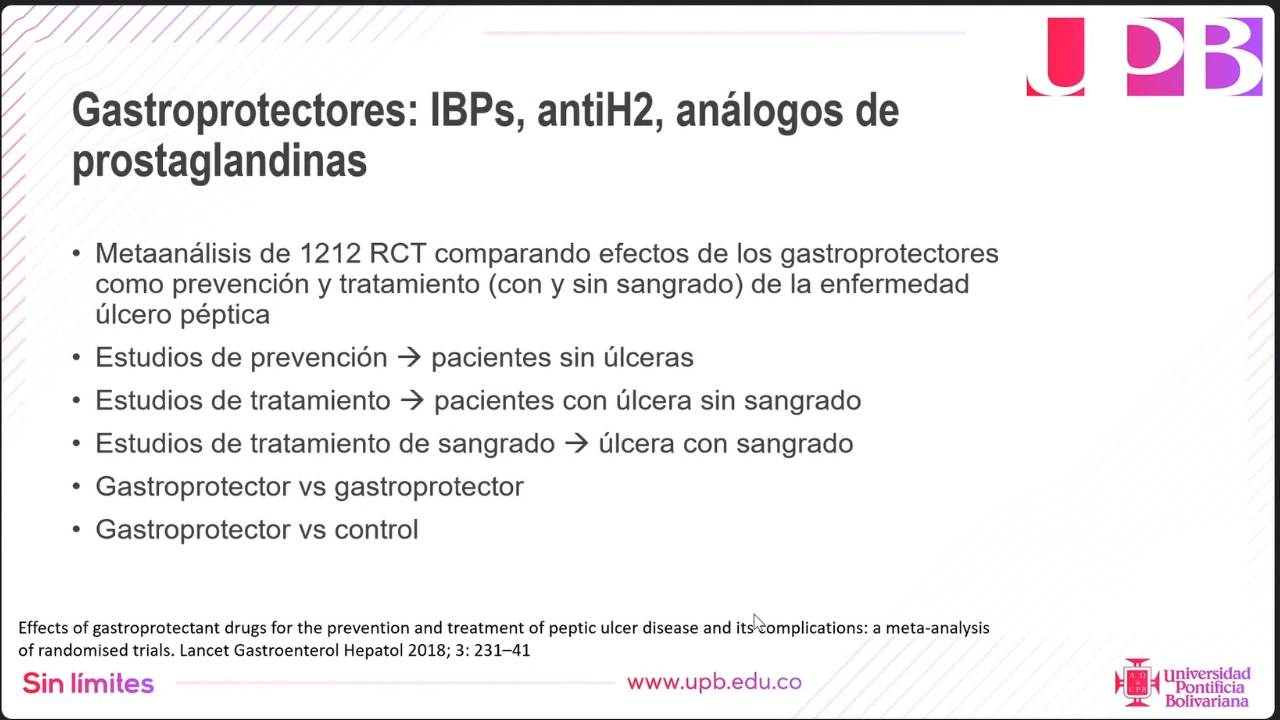 UPB
Gastroprotectores: IBPs, antiH2, análogos de
prostaglandinas
• Metaanálisis de 1212 RCT comparando efectos de los gastroprotectores
como prevención y tratamiento (con y sin sangrado) de la enfermedad
úlcero péptica
• Estudios de prevención → pacientes sin úlceras
• Estudios de tratamiento → pacientes con úlcera sin sangrado
• Estudios de tratamiento de sangrado → úlcera con sangrado
• Gastroprotector vs gastroprotector
• Gastroprotector vs control
Effects of gastroprotectant drugs for the prevention and treatment of peptic ulcer disease and its complications: a meta-analysis
of randomised trials. Lancet Gastroenterol Hepatol 2018; 3: 231–41
Sin límites
www.upb.edu.co
A Ω
UPB
Universidad
Pontificia
Bolivariana